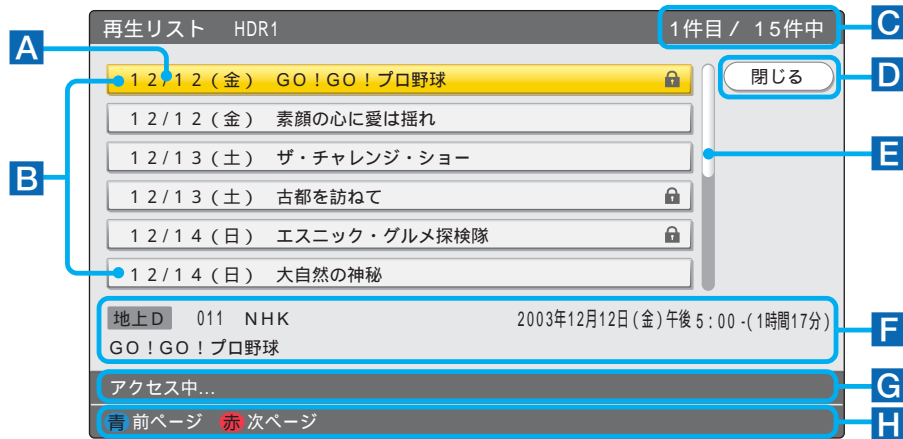 再生リスト HDR1 1件目 / 15件中 C
A
12/12(金) GO!GO!プロ野球 閉じる D
12/12(金) 素顔の心に愛は揺れ
12/13(土) ザ・チャレンジ・ショー E
B
12/13(土) 古都を訪ねて
12/14(日) エスニック・グルメ探検隊
12/14(日) 大自然の神秘
地上D 011 NHK 2003年12月12日(金)午後5:00-(1時間17分) F
GO!GO!プロ野球
アクセス中... G
青 前ページ 赤 次ページ H